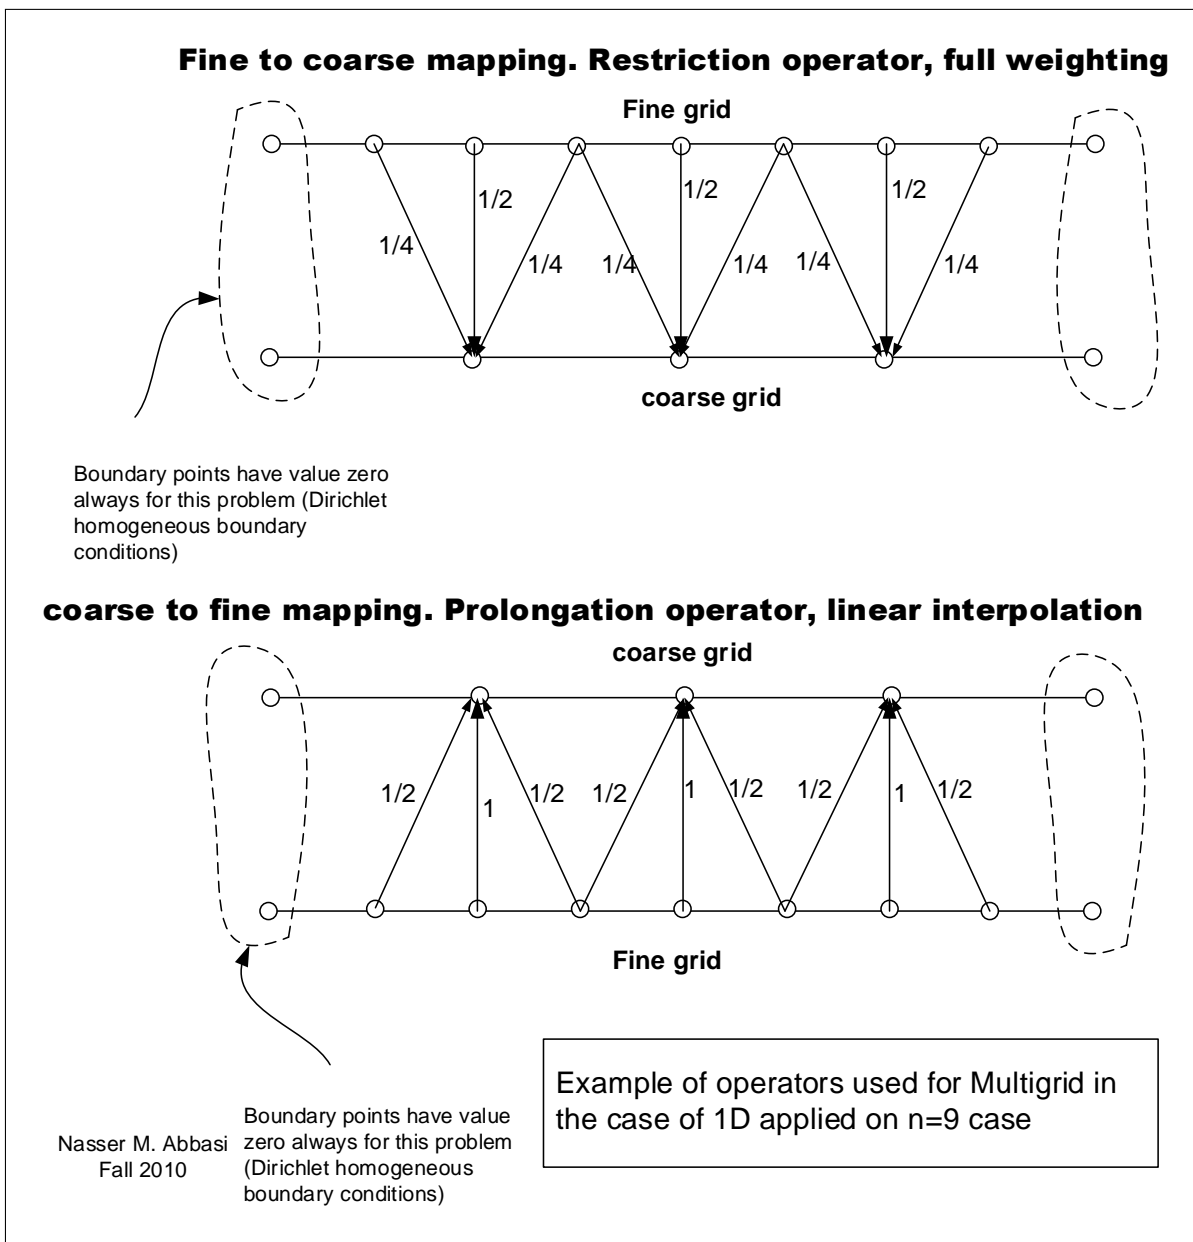 Fine to coarse mapping. Restriction operator, full weighting
Fine grid
1/2
1/2
1/2
1/4
1/4
1/4
1/4
1/4
1/4
coarse grid
Boundary points have value zero
always for this problem (Dirichlet
homogeneous boundary
conditions)
coarse to fine mapping. Prolongation operator, linear interpolation
coarse grid
1/2
1
1/2
1/2
1
1/2
1/2
1
1/2
Fine grid
Example of operators used for Multigrid in
the case of 1D applied on n=9 case
Boundary points have value
zero always for this problem
(Dirichlet homogeneous
boundary conditions)
Nasser M. Abbasi
Fall 2010